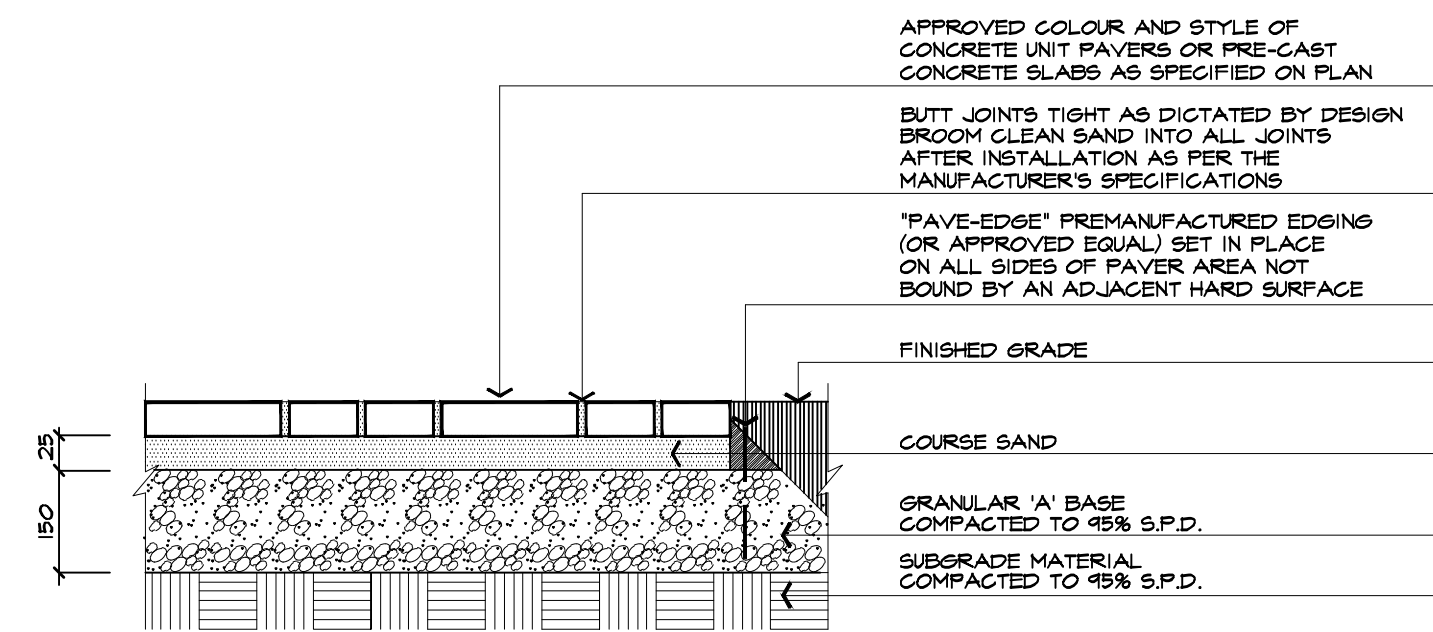 APPROVED COLOUR AND STYLE OF
CONCRETE UNIT PAVERS OR PRE-CAST
CONCRETE SLABS AS SPECIFIED ON PLAN
BUTT JOINTS TIGHT AS DICTATED BY DESIGN
BROOM CLEAN SAND INTO ALL JOINTS
AFTER INSTALLATION AS PER THE
MANUFACTURER'S SPECIFICATIONS
"PAVE-EDGE" PREMANUFACTURED EDGING
(OR APPROVED EQUAL) SET IN PLACE
ON ALL SIDES OF PAVER AREA NOT
BOUND BY AN ADJACENT HARD SURFACE
FINISHED GRADE
COURSE SAND
GRANULAR 'A' BASE
COMPACTED TO 95% S.P.D.
SUBGRADE MATERIAL
COMPACTED TO 95% S.P.D.
25
150